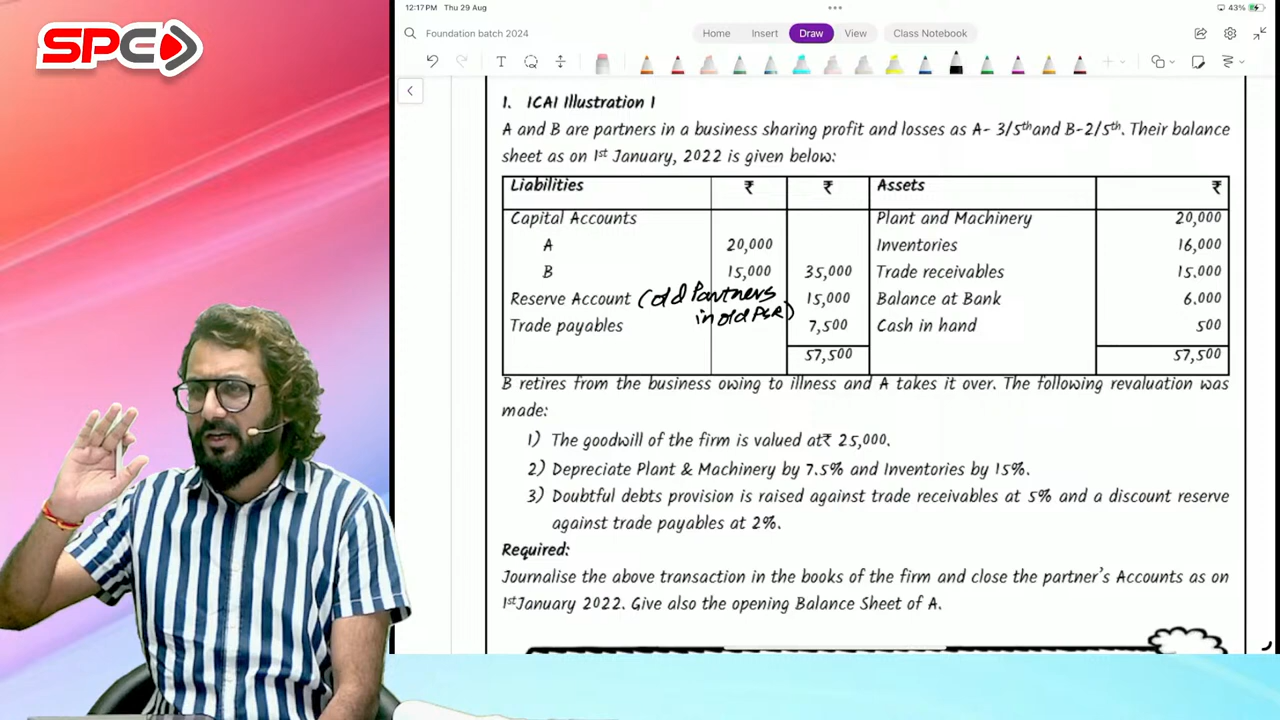 SPC
12:17PM Thu 29 Aug
43%
Foundation batch 2024
Home Insert Draw View Class Notebook
1. ICAI Illustration 1
A and B are partners in a business sharing profit and losses as A- 3/5th and B-2/5th. Their balance
sheet as on 1st January, 2022 is given below:
Liabilities ₹ ₹ Assets ₹
Capital Accounts Plant and Machinery 20,000
A 20,000 Inventories 16,000
B 15,000 35,000 Trade receivables 15.000
Reserve Account (old Partners 15,000 Balance at Bank 6.000
in old PSR)
Trade payables 7,500 Cash in hand 500
57,500 57,500
B retires from the business owing to illness and A takes it over. The following revaluation was
made:
1) The goodwill of the firm is valued at₹ 25,000.
2) Depreciate Plant & Machinery by 7.5% and Inventories by 15%.
3) Doubtful debts provision is raised against trade receivables at 5% and a discount reserve
against trade payables at 2%.
Required:
Journalise the above transaction in the books of the firm and close the partner's Accounts as on
1st January 2022. Give also the opening Balance Sheet of A.